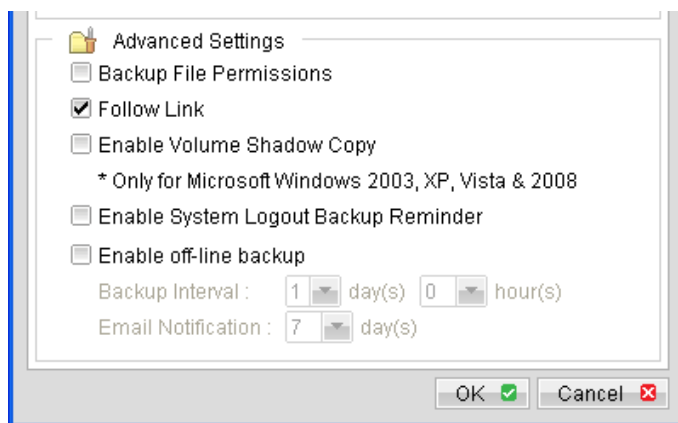 Advanced Settings
Backup File Permissions
Follow Link
Enable Volume Shadow Copy
* Only for Microsoft Windows 2003, XP, Vista & 2008
Enable System Logout Backup Reminder
Enable off-line backup
Backup Interval : 1 day(s) 0 hour(s)
Email Notification : 7 day(s)
OK Cancel